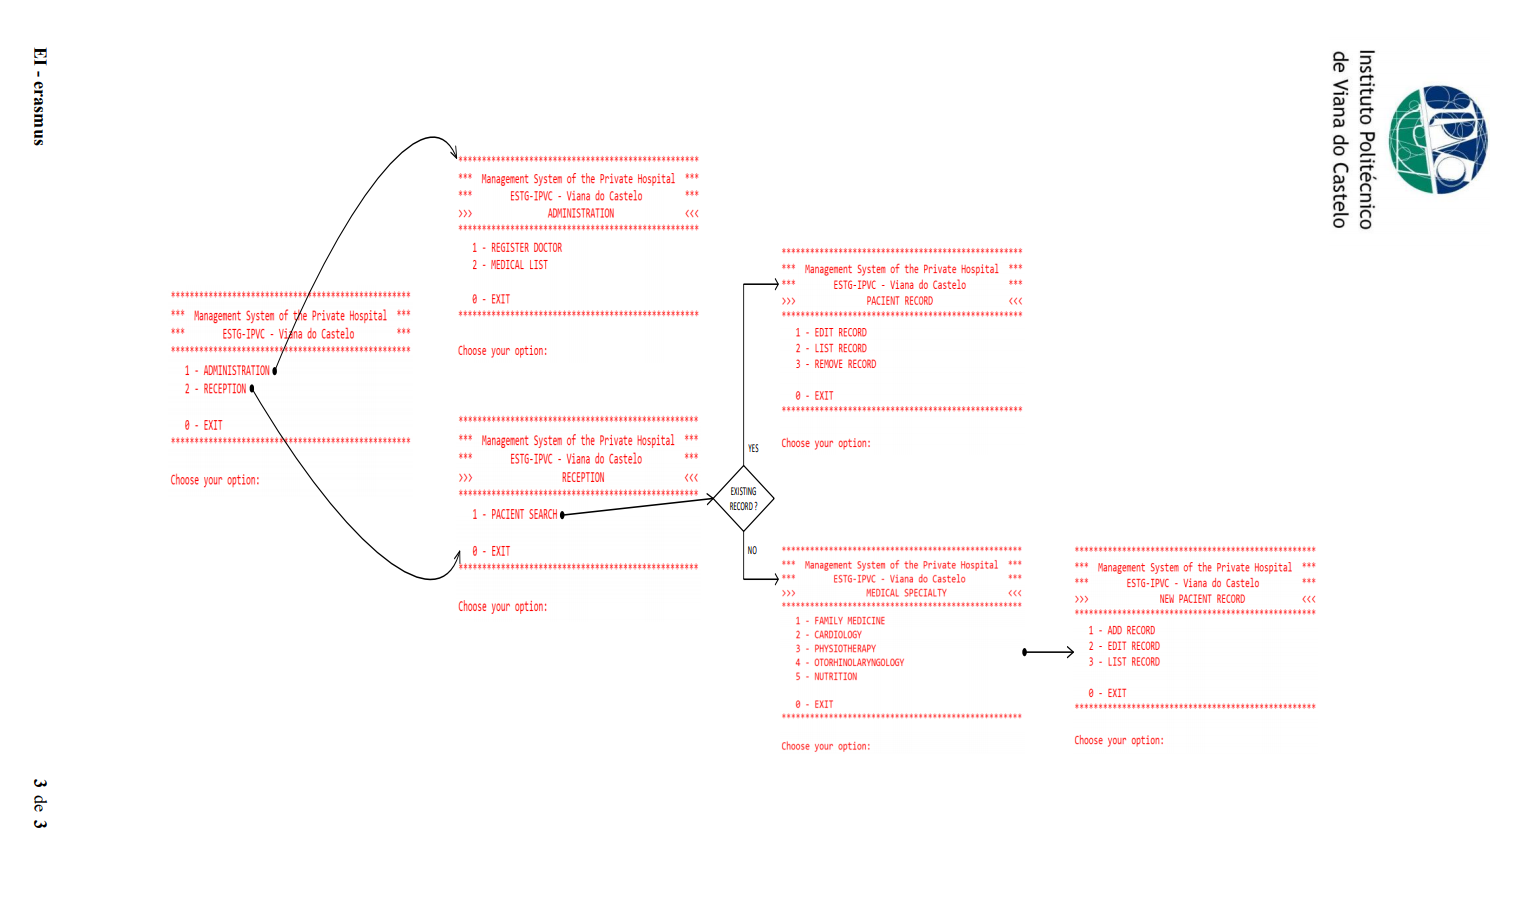 Instituto Politécnico
de Viana do Castelo
*************************************************
*** Management System of the Private Hospital ***
*** ESTG-IPVC - Viana do Castelo ***
*************************************************
1 - ADMINISTRATION
2 - RECEPTION
0 - EXIT
*************************************************
Choose your option:
*************************************************
*** Management System of the Private Hospital ***
*** ESTG-IPVC - Viana do Castelo ***
>>> ADMINISTRATION <<<
*************************************************
1 - REGISTER DOCTOR
2 - MEDICAL LIST
0 - EXIT
*************************************************
Choose your option:
*************************************************
*** Management System of the Private Hospital ***
*** ESTG-IPVC - Viana do Castelo ***
>>> RECEPTION <<<
*************************************************
1 - PACIENT SEARCH
0 - EXIT
*************************************************
Choose your option:
EXISTING
RECORD ?
YES
NO
*************************************************
*** Management System of the Private Hospital ***
*** ESTG-IPVC - Viana do Castelo ***
>>> PACIENT RECORD <<<
*************************************************
1 - EDIT RECORD
2 - LIST RECORD
3 - REMOVE RECORD
0 - EXIT
*************************************************
Choose your option:
*************************************************
*** Management System of the Private Hospital ***
*** ESTG-IPVC - Viana do Castelo ***
>>> MEDICAL SPECIALTY <<<
*************************************************
1 - FAMILY MEDICINE
2 - CARDIOLOGY
3 - PHYSIOTHERAPY
4 - OTORHINOLARYNGOLOGY
5 - NUTRITION
0 - EXIT
*************************************************
Choose your option:
*************************************************
*** Management System of the Private Hospital ***
*** ESTG-IPVC - Viana do Castelo ***
>>> NEW PACIENT RECORD <<<
*************************************************
1 - ADD RECORD
2 - EDIT RECORD
3 - LIST RECORD
0 - EXIT
*************************************************
Choose your option:
EI - erasmus
3 de 3